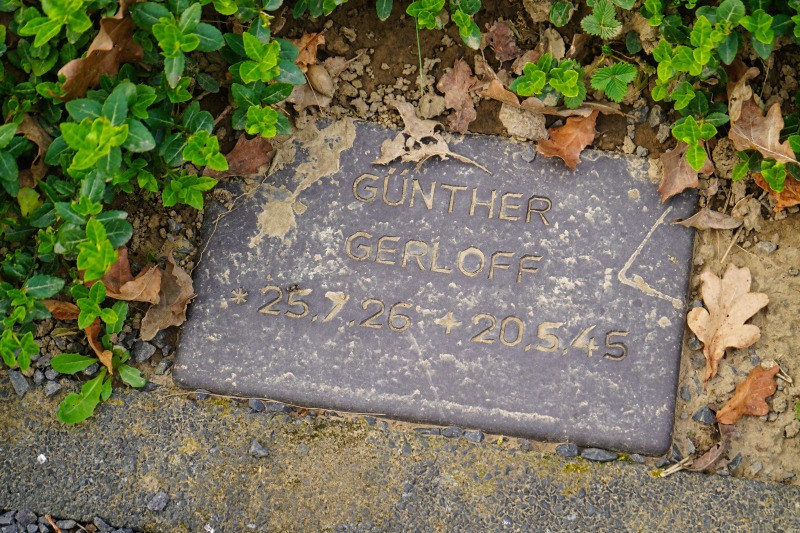 GÜNTHER
GERLOFF
* 25.7.26 + 20.5.45